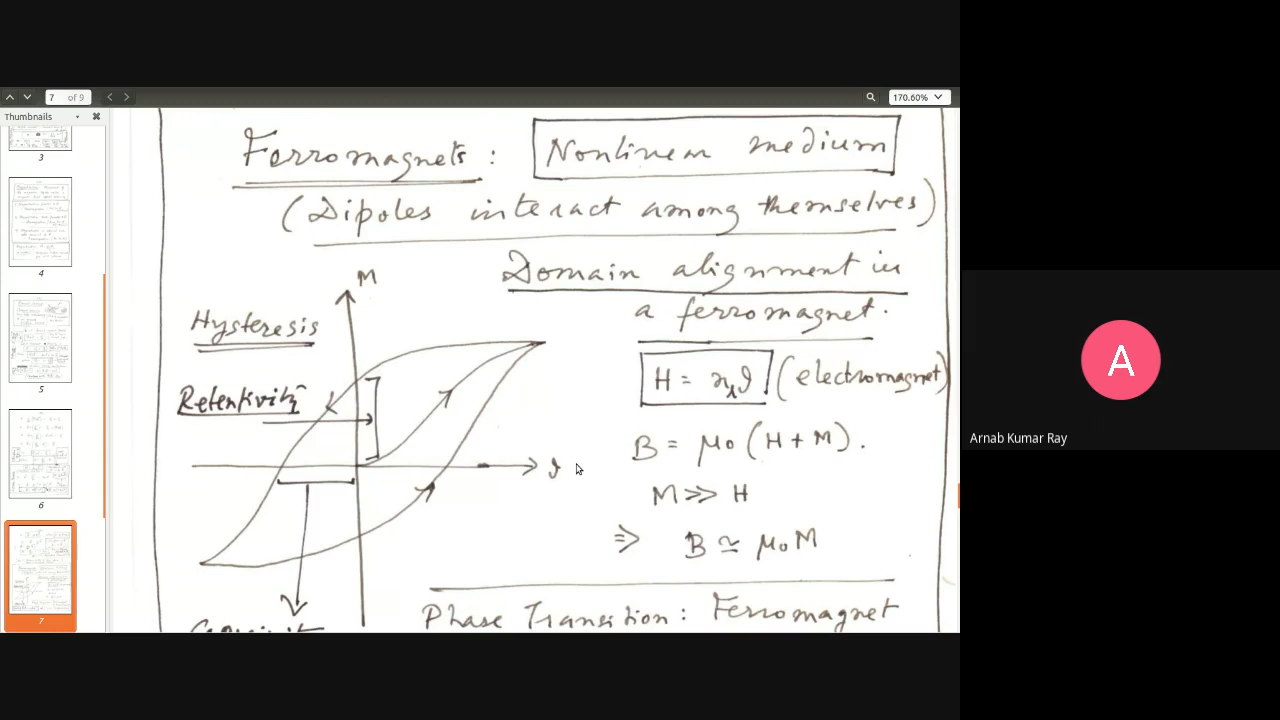 7 of 9
170.60%
Thumbnails
3
4
5
6
7
Ferromagnets : Nonlinear medium
(Dipoles interact among themselves)
Domain alignment in
a ferromagnet.
M
Hysteresis
Retentivity
I
H = nI (electromagnet)
B = μ₀ (H + M).
M >> H
⇒ B ≃ μ₀M
Phase Transition : Ferromagnet
A
Arnab Kumar Ray